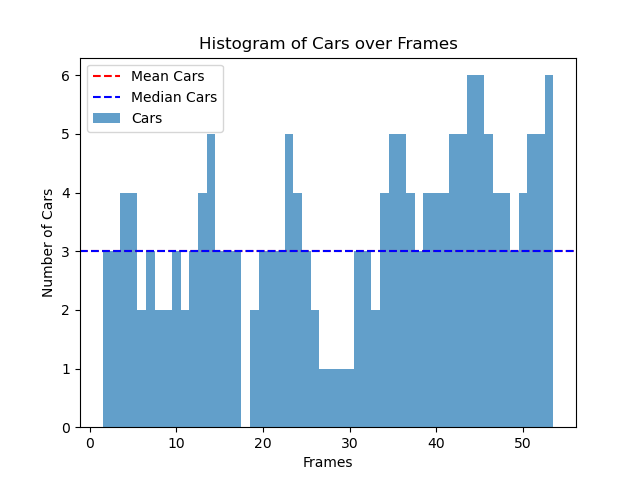 Histogram of Cars over Frames
Mean Cars
Median Cars
Cars
Number of Cars
6
5
4
3
2
1
0
0 10 20 30 40 50
Frames